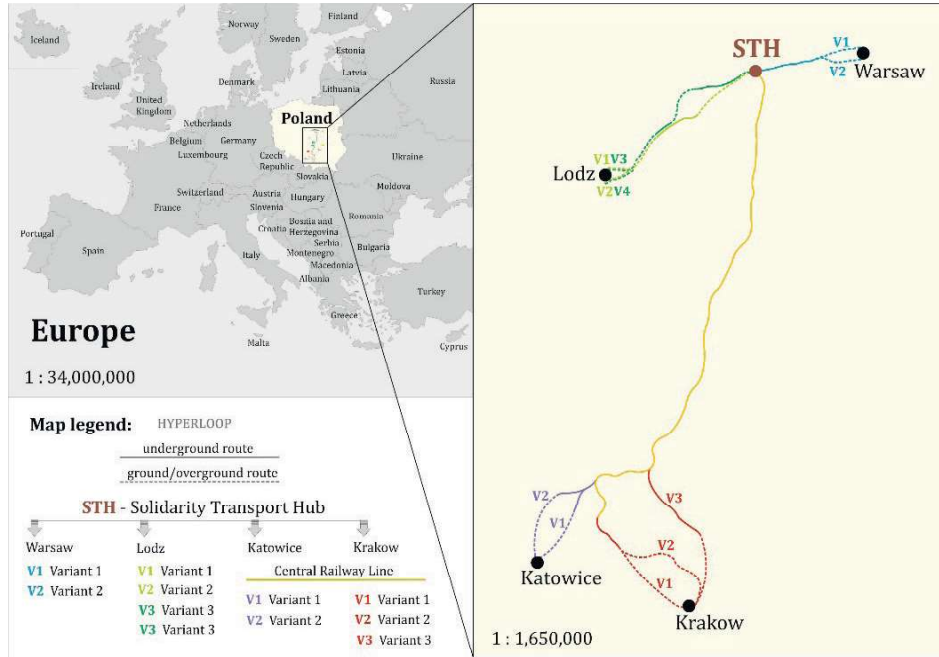 Iceland
Norway
Finland
Sweden
Estonia
Latvia
Russia
Denmark
Lithuania
Ireland
United
Kingdom
Netherlands
Poland
Belgium
Germany
Luxembourg
Czech
Republic
Ukraine
Slovakia
Switzerland
Austria
Moldova
France
Slovenia
Hungary
Croatia
Romania
Bosnia and
Herzegovina
Portugal
Spain
Italy
Serbia
Bulgaria
Montenegro
Macedonia
Albania
Turkey
Greece
Malta
Cyprus
Europe
1 : 34,000,000
Map legend:
HYPERLOOP
underground route
ground/overground route
STH - Solidarity Transport Hub
Warsaw
V1 Variant 1
V2 Variant 2
Lodz
V1 Variant 1
V2 Variant 2
V3 Variant 3
V3 Variant 3
Katowice
Krakow
Central Railway Line
V1 Variant 1
V2 Variant 2
V1 Variant 1
V2 Variant 2
V3 Variant 3
STH
V1
V2
Warsaw
V1V3
Lodz
V2V4
V2
V1
Katowice
V3
V2
V1
Krakow
1 : 1,650,000